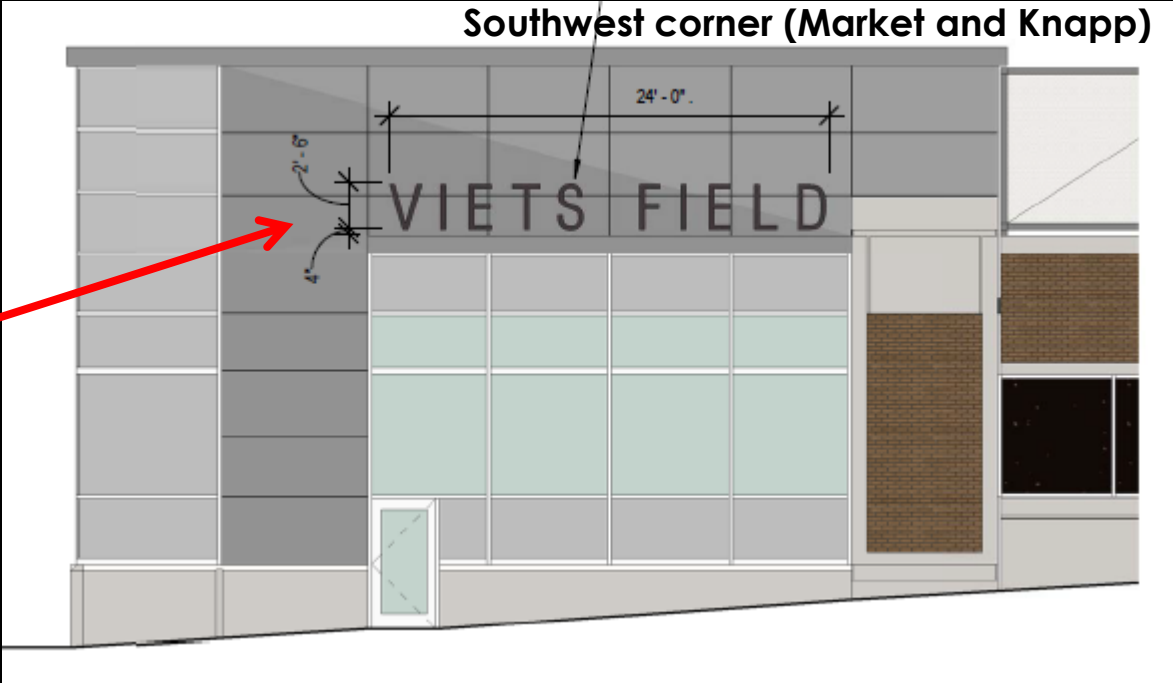 Southwest corner (Market and Knapp)
24' - 0" .
2' - 6"
VIETS FIELD
4"